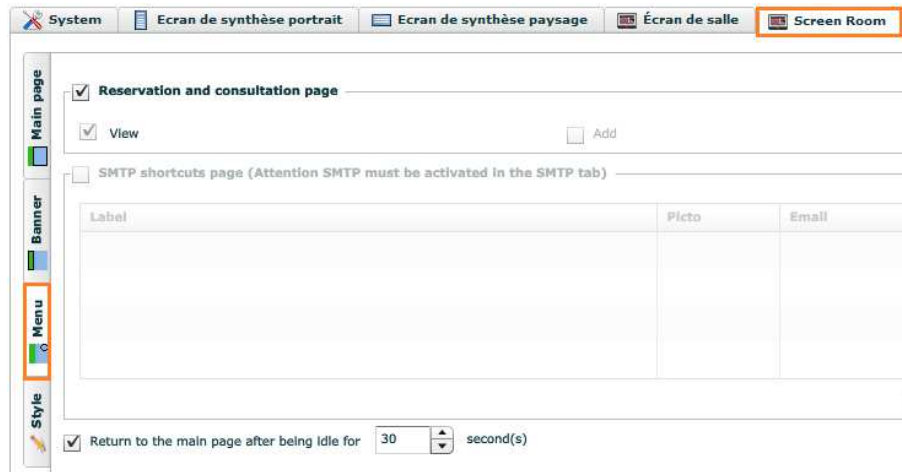 System Ecran de synthèse portrait Ecran de synthèse paysage Écran de salle Screen Room
Main page
Banner
Menu
Style
Reservation and consultation page
View Add
SMTP shortcuts page (Attention SMTP must be activated in the SMTP tab)
Label Picto Email
Return to the main page after being idle for 30 second(s)